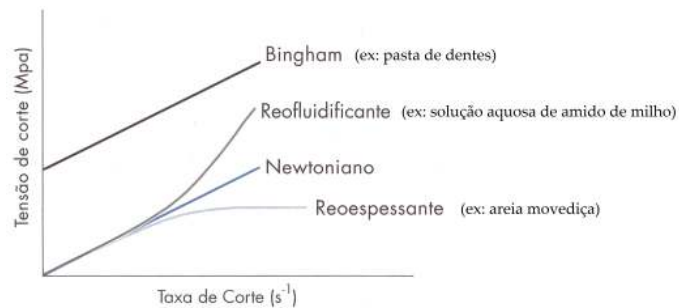 Tensão de corte (Mpa)
Bingham (ex: pasta de dentes)
Reofluidificante (ex: solução aquosa de amido de milho)
Newtoniano
Reoespessante (ex: areia movediça)
Taxa de Corte (s⁻¹)